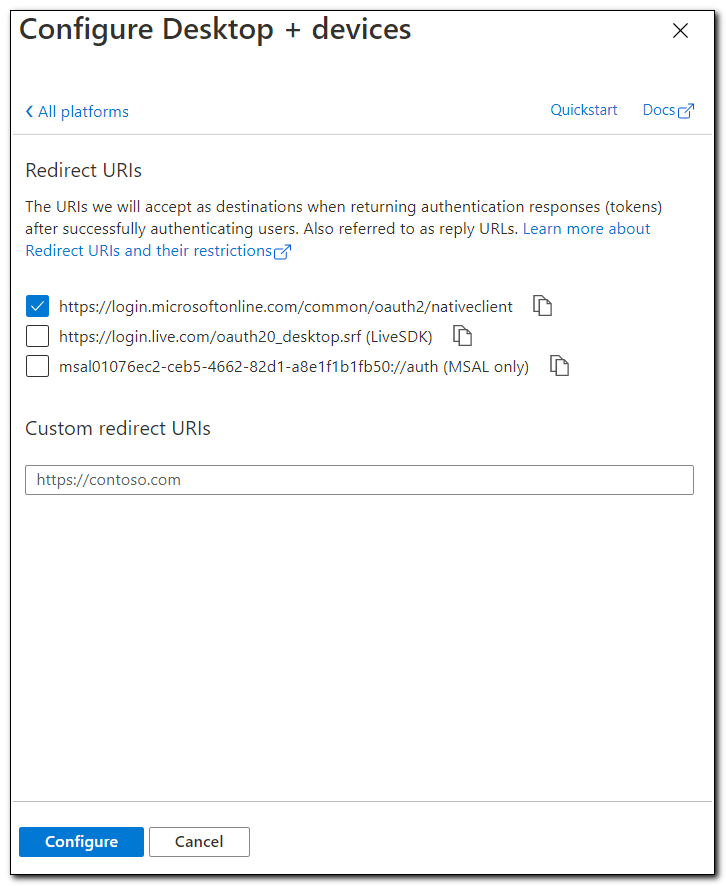 Configure Desktop + devices
All platforms
Quickstart
Docs
Redirect URIs
The URIs we will accept as destinations when returning authentication responses (tokens)
after successfully authenticating users. Also referred to as reply URLs. Learn more about
Redirect URIs and their restrictions
https://login.microsoftonline.com/common/oauth2/nativeclient
https://login.live.com/oauth20_desktop.srf (LiveSDK)
msal01076ec2-ceb5-4662-82d1-a8e1f1b1fb50://auth (MSAL only)
Custom redirect URIs
https://contoso.com
Configure
Cancel